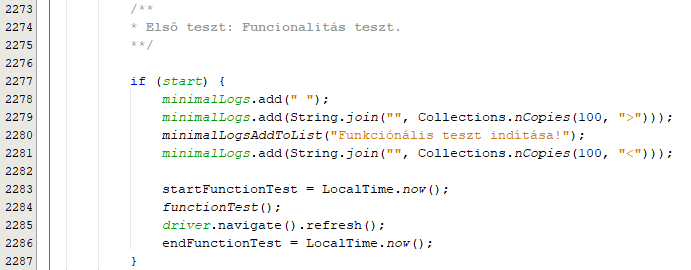 2273 /**
2274 * Első teszt: Funcionalitás teszt.
2275 **/
2276
2277 if (start) {
2278 minimalLogs.add(" ");
2279 minimalLogs.add(String.join("", Collections.nCopies(100, ">")));
2280 minimalLogsAddToList("Funkciónális teszt indítása!");
2281 minimalLogs.add(String.join("", Collections.nCopies(100, "<")));
2282
2283 startFunctionTest = LocalTime.now();
2284 functionTest();
2285 driver.navigate().refresh();
2286 endFunctionTest = LocalTime.now();
2287 }